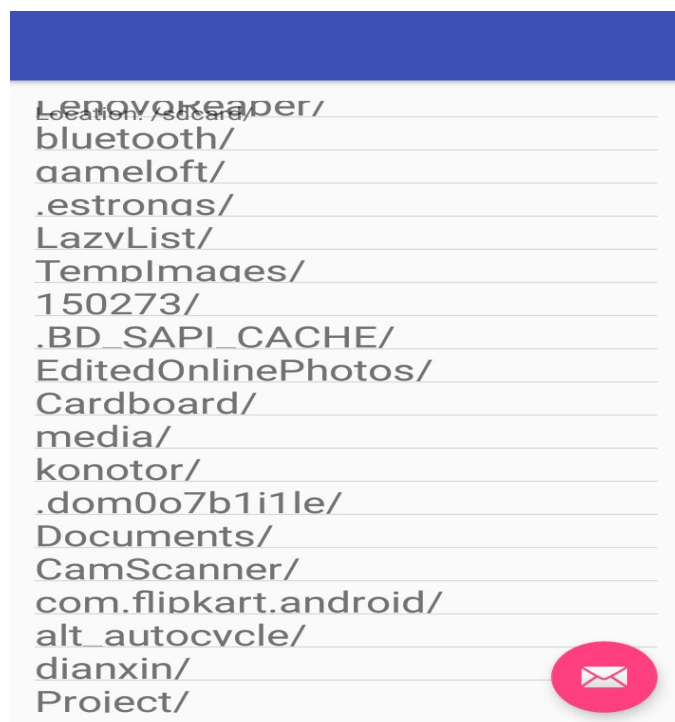 LenovoReaper/
Location: /sdcard/
bluetooth/
gameloft/
.estrongs/
LazyList/
TempImages/
150273/
.BD_SAPI_CACHE/
EditedOnlinePhotos/
Cardboard/
media/
konotor/
.dom0o7b1i1le/
Documents/
CamScanner/
com.flipkart.android/
alt_autocycle/
dianxin/
Project/